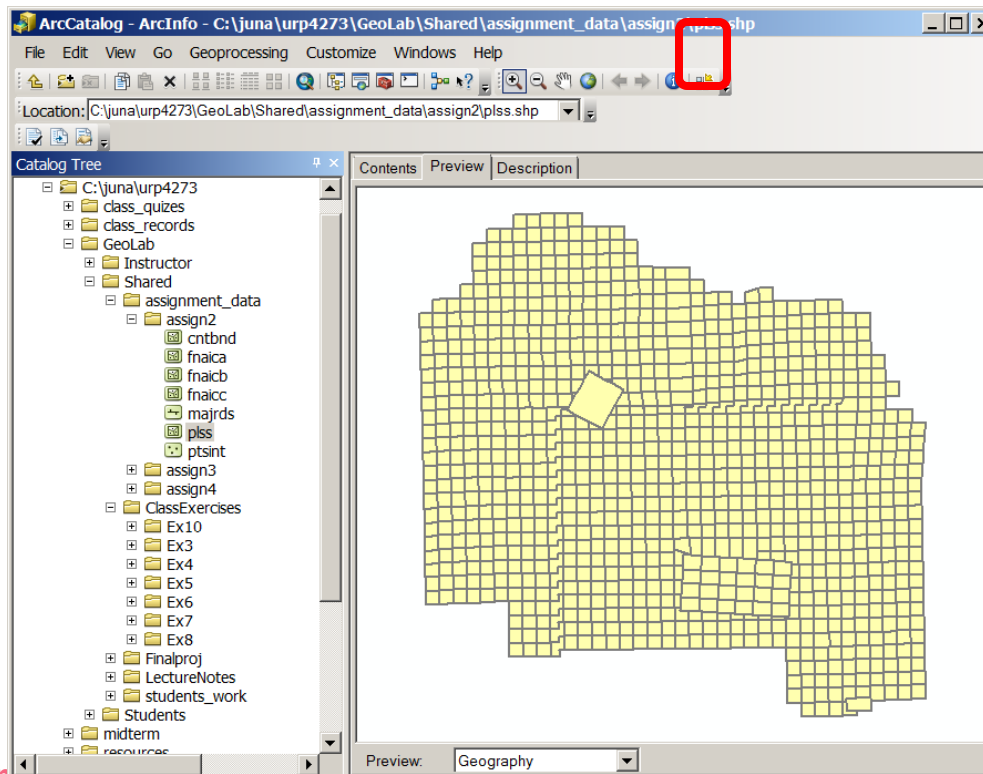 ArcCatalog - ArcInfo - C:\juna\urp4273\GeoLab\Shared\assignment_data\assign2\plss.shp
File Edit View Go Geoprocessing Customize Windows Help
Location: C:\juna\urp4273\GeoLab\Shared\assignment_data\assign2\plss.shp
Catalog Tree
Contents Preview Description
C:\juna\urp4273
class_quizes
class_records
GeoLab
Instructor
Shared
assignment_data
assign2
cntbnd
fnaica
fnaicb
fnaicc
majrds
plss
ptsint
assign3
assign4
ClassExercises
Ex10
Ex3
Ex4
Ex5
Ex6
Ex7
Ex8
Finalproj
LectureNotes
students_work
Students
midterm
resources
Preview: Geography